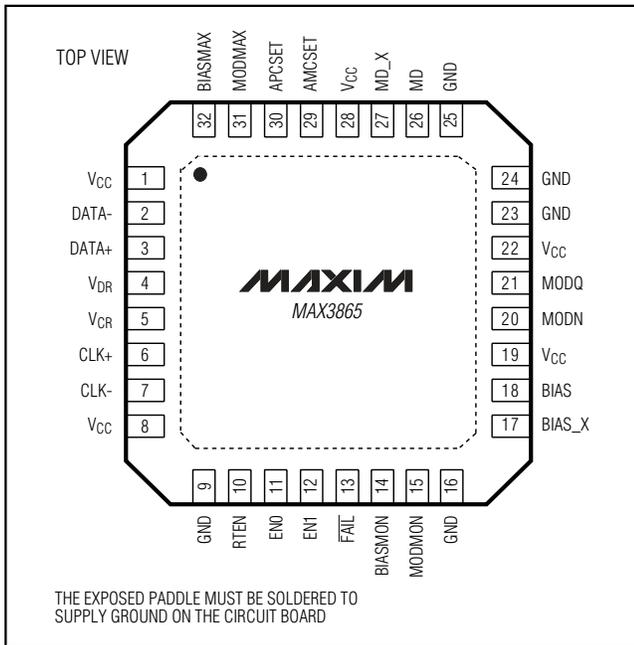 TOP VIEW
BIASMAX
MODMAX
APCSET
AMCSET
VCC
MD_X
MD
GND
32
31
30
29
28
27
26
25
VCC 1
DATA- 2
DATA+ 3
VDR 4
VCR 5
CLK+ 6
CLK- 7
VCC 8
MAXIM
MAX3865
24 GND
23 GND
22 VCC
21 MODQ
20 MODN
19 VCC
18 BIAS
17 BIAS_X
9
10
11
12
13
14
15
16
GND
RTEN
EN0
EN1
FAIL
BIASMON
MODMON
GND
THE EXPOSED PADDLE MUST BE SOLDERED TO
SUPPLY GROUND ON THE CIRCUIT BOARD